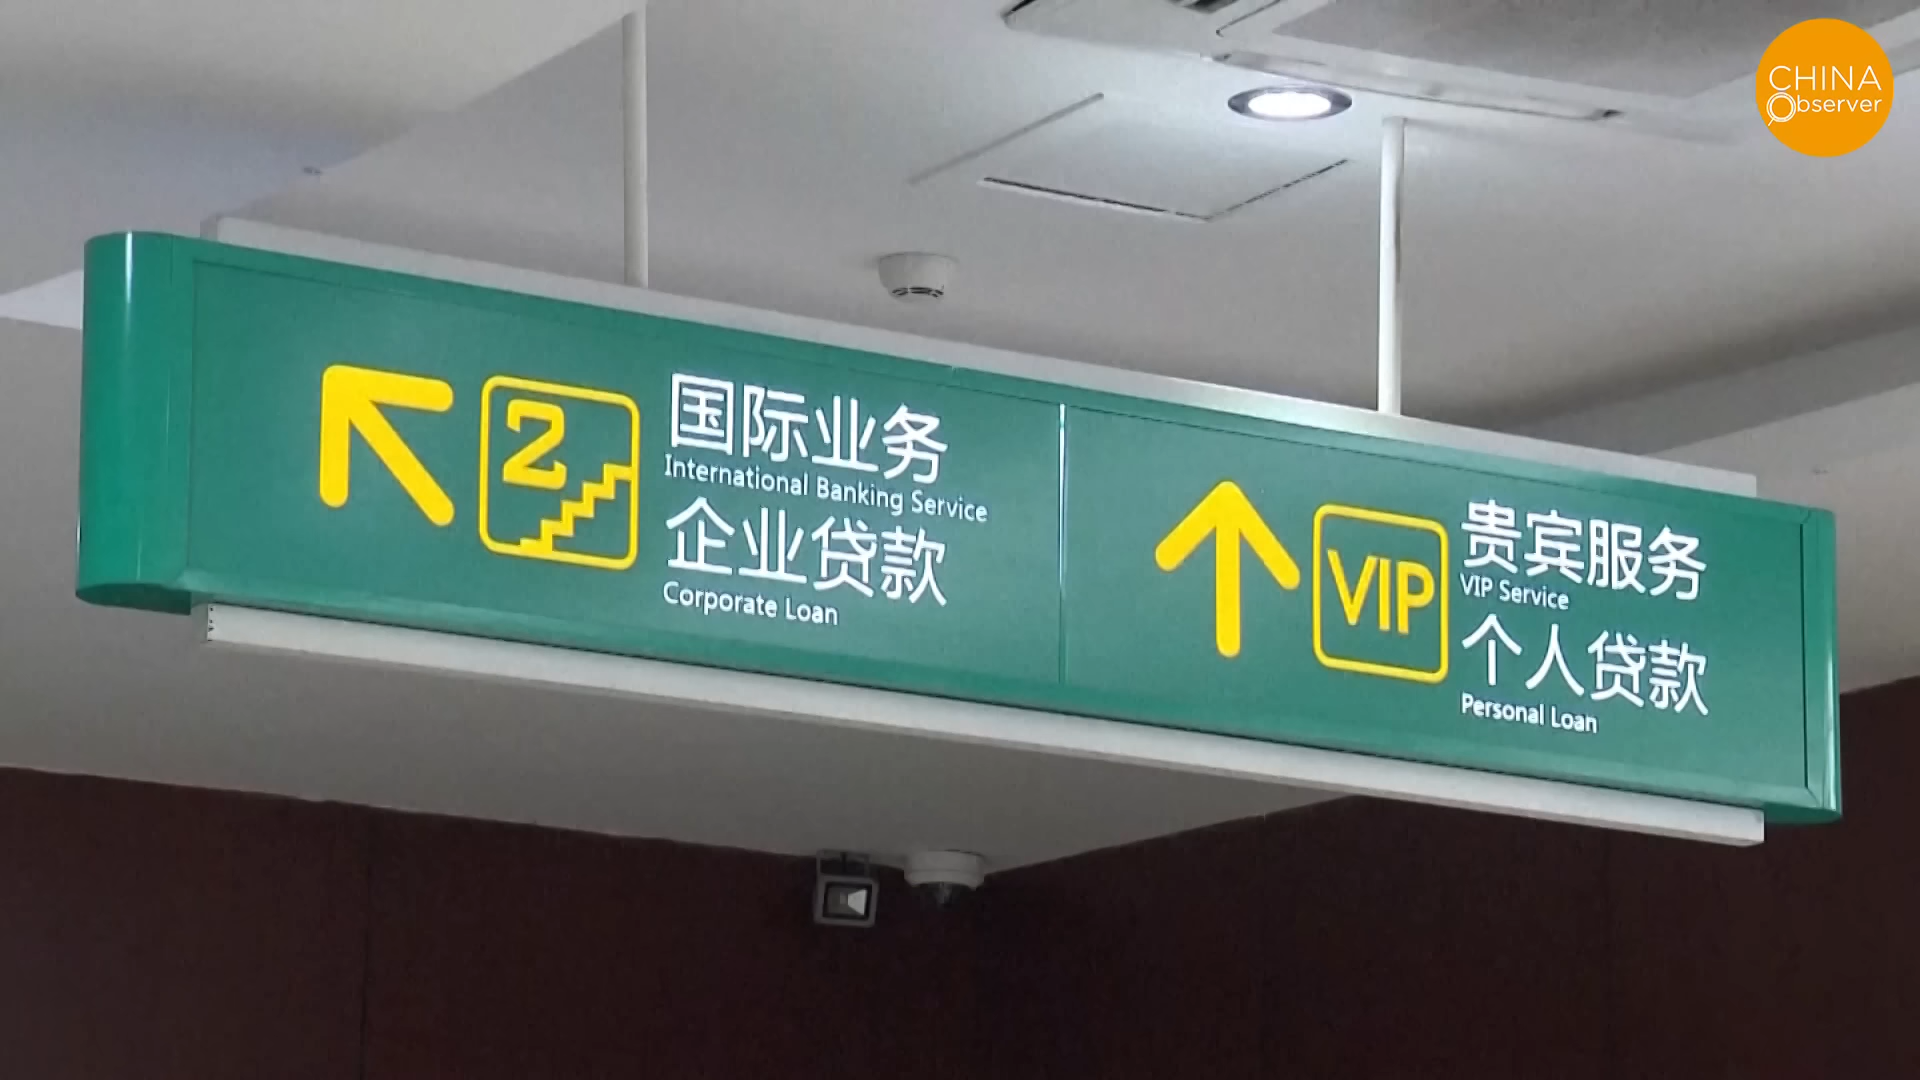 CHINA
Observer
2
国际业务
International Banking Service
企业贷款
Corporate Loan
VIP
贵宾服务
VIP Service
个人贷款
Personal Loan